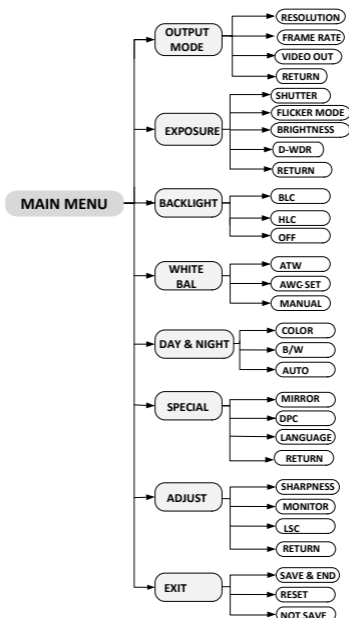 MAIN MENU
OUTPUT
MODE
RESOLUTION
FRAME RATE
VIDEO OUT
RETURN
EXPOSURE
SHUTTER
FLICKER MODE
BRIGHTNESS
D-WDR
RETURN
BACKLIGHT
BLC
HLC
OFF
WHITE
BAL
ATW
AWC-SET
MANUAL
DAY & NIGHT
COLOR
B/W
AUTO
SPECIAL
MIRROR
DPC
LANGUAGE
RETURN
ADJUST
SHARPNESS
MONITOR
LSC
RETURN
EXIT
SAVE & END
RESET
NOT SAVE